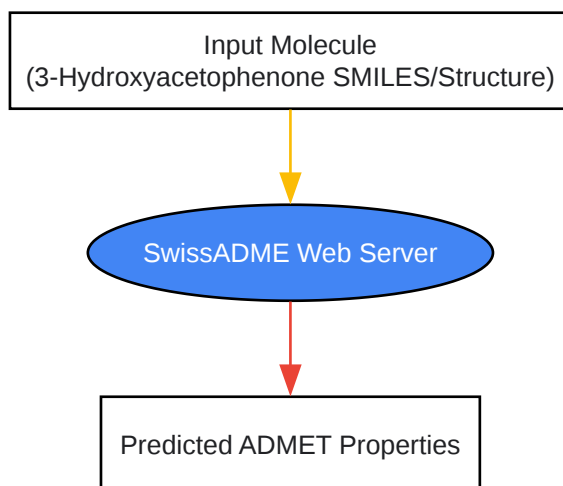 Input Molecule
(3-Hydroxyacetophenone SMILES/Structure)
SwissADME Web Server
Predicted ADMET Properties